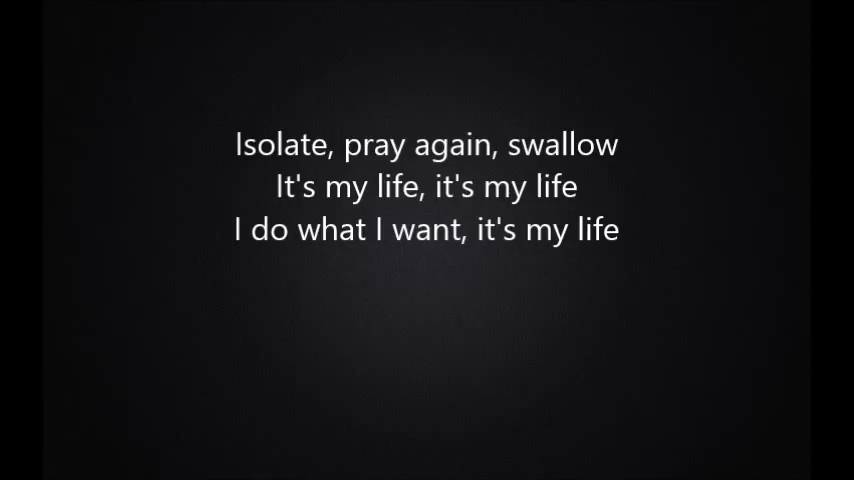 Isolate, pray again, swallow
It's my life, it's my life
I do what I want, it's my life